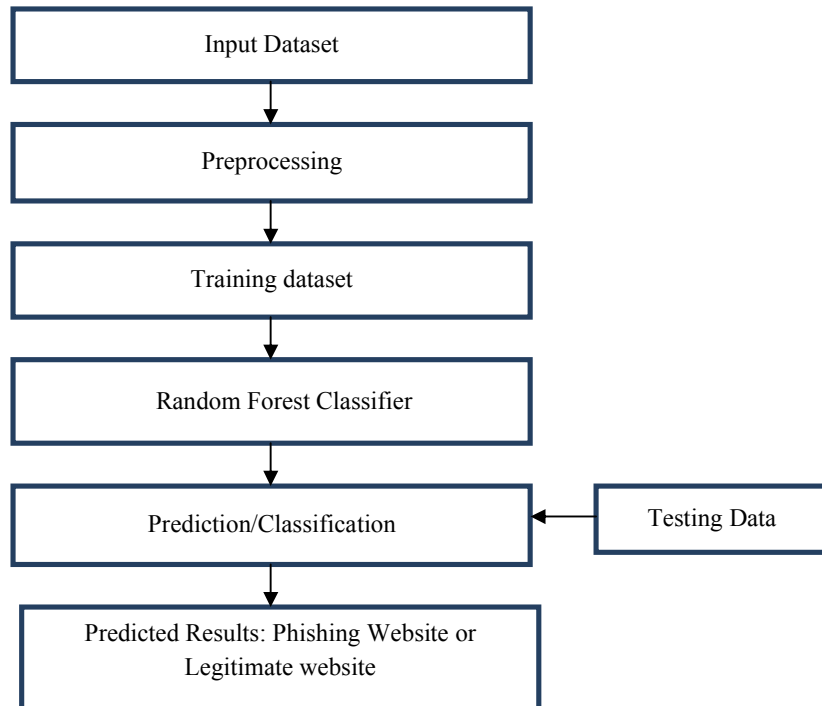 Input Dataset
Preprocessing
Training dataset
Random Forest Classifier
Prediction/Classification
Testing Data
Predicted Results: Phishing Website or
Legitimate website